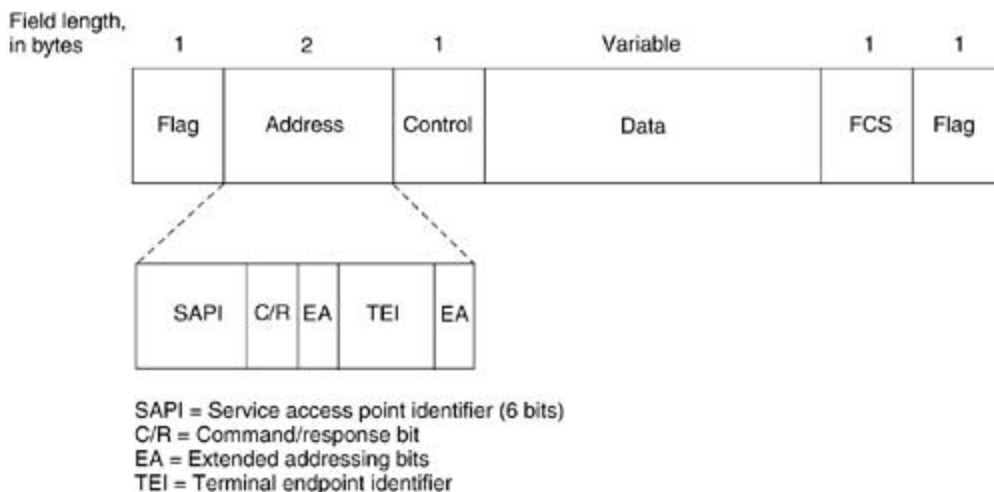 Field length,
in bytes 1 2 1 Variable 1 1
Flag Address Control Data FCS Flag
SAPI C/R EA TEI EA
SAPI = Service access point identifier (6 bits)
C/R = Command/response bit
EA = Extended addressing bits
TEI = Terminal endpoint identifier